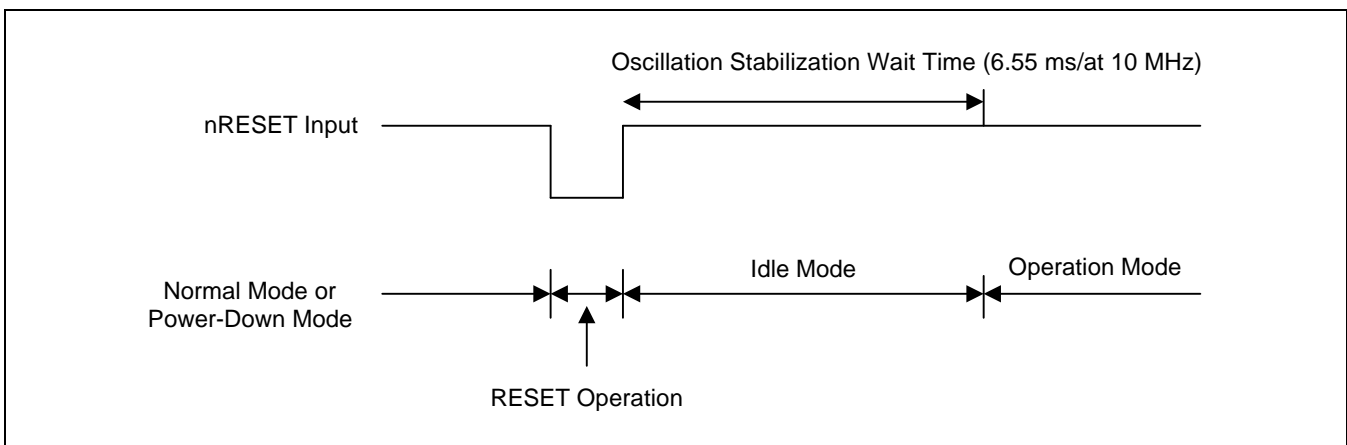 Oscillation Stabilization Wait Time (6.55 ms/at 10 MHz)
nRESET Input
Idle Mode
Operation Mode
Normal Mode or
Power-Down Mode
RESET Operation